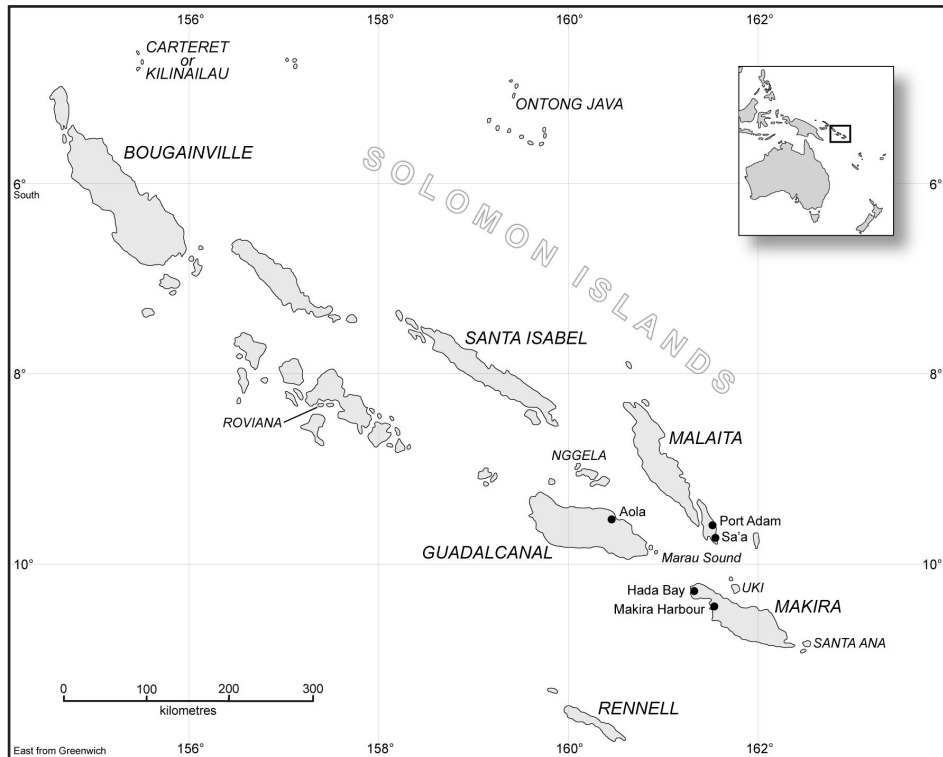 156°
158°
160°
162°
CARTERET
or
KILINAILAU
ONTONG JAVA
BOUGAINVILLE
6°
South
6°
SOLOMON ISLANDS
SANTA ISABEL
8°
8°
ROVIANA
MALAITA
NGGELA
Aola
Port Adam
Sa'a
GUADALCANAL
Marau Sound
10°
10°
Hada Bay
UKI
Makira Harbour
MAKIRA
SANTA ANA
0
100
200
300
kilometres
RENNELL
East from Greenwich
156°
158°
160°
162°